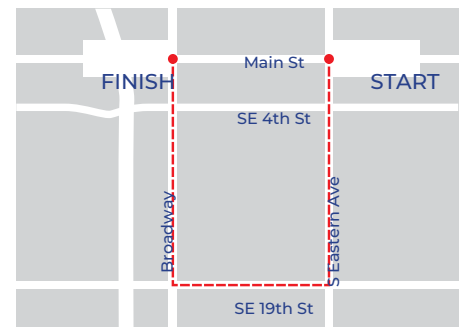 Main St
FINISH
START
SE 4th St
Broadway
S Eastern Ave
SE 19th St